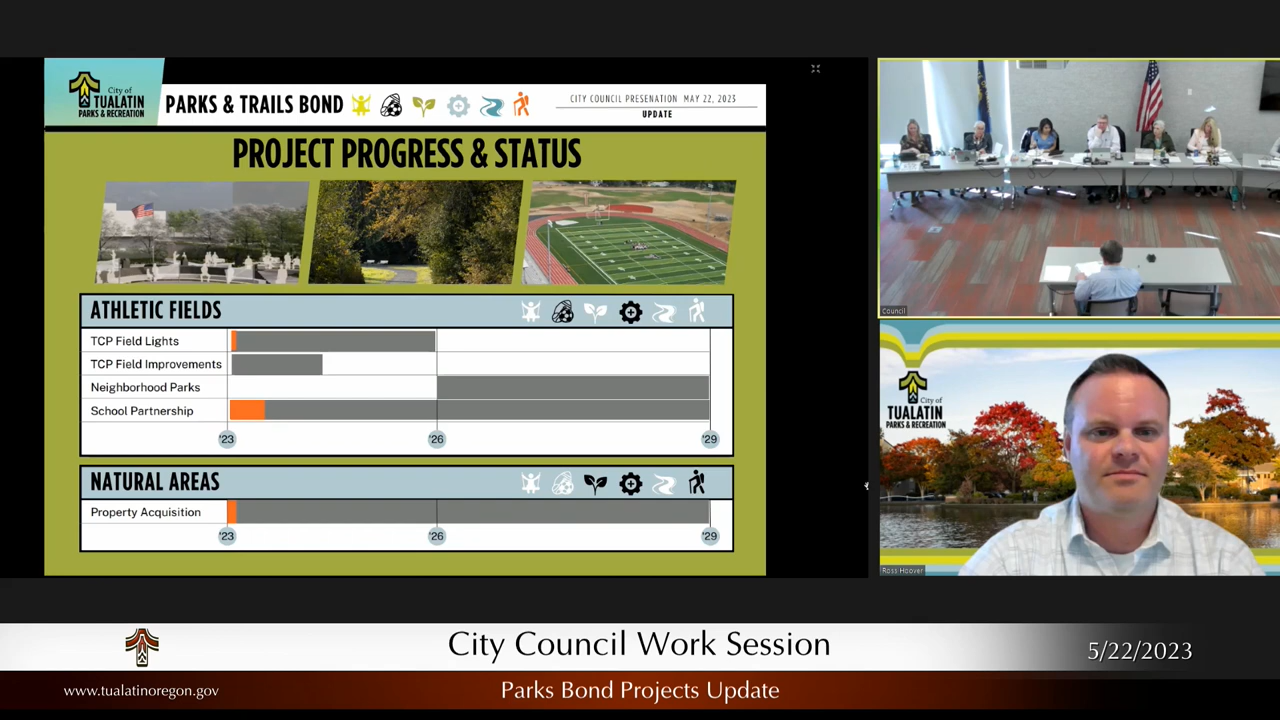 City of
TUALATIN
PARKS & RECREATION
PARKS & TRAILS BOND
CITY COUNCIL PRESENATION MAY 22, 2023
UPDATE
PROJECT PROGRESS & STATUS
ATHLETIC FIELDS
TCP Field Lights
TCP Field Improvements
Neighborhood Parks
School Partnership
'23
'26
'29
NATURAL AREAS
Property Acquisition
'23
'26
'29
Council
City of
TUALATIN
PARKS & RECREATION
Ross Hoover
City Council Work Session
5/22/2023
www.tualatinoregon.gov
Parks Bond Projects Update